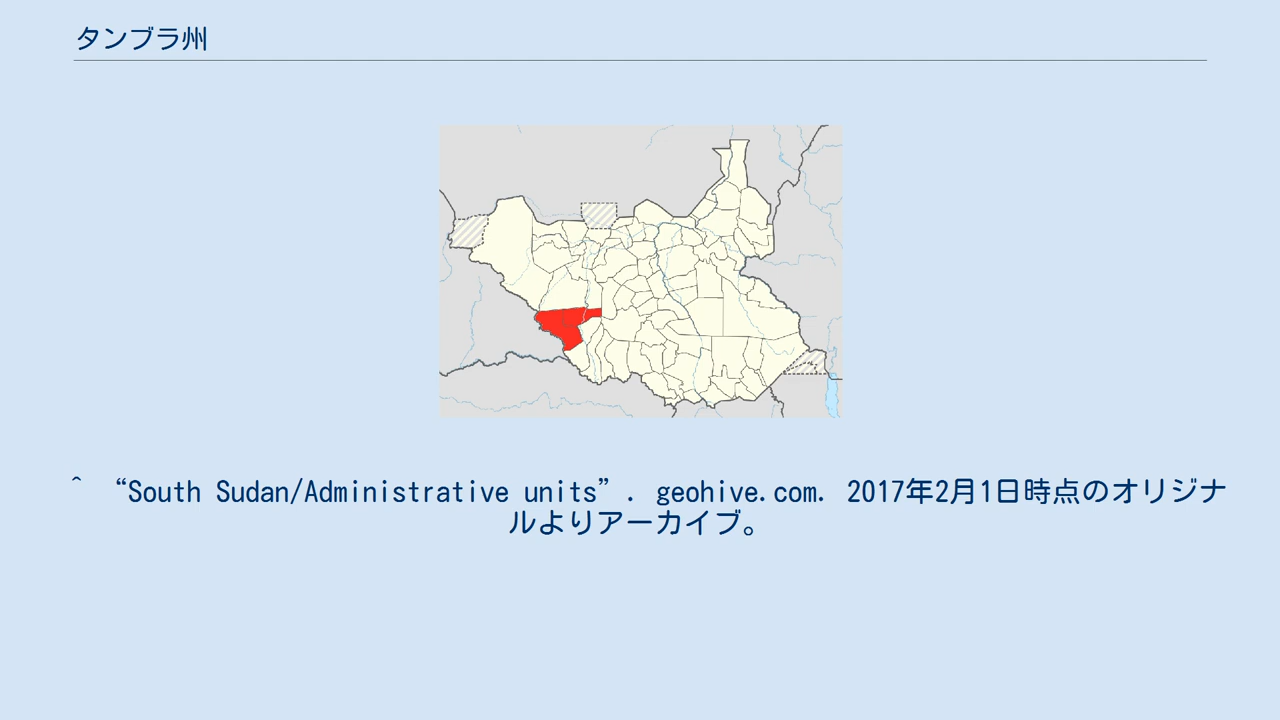 タンブラ州
^ “South Sudan/Administrative units”. geohive.com. 2017年2月1日時点のオリジナ
ルよりアーカイブ。